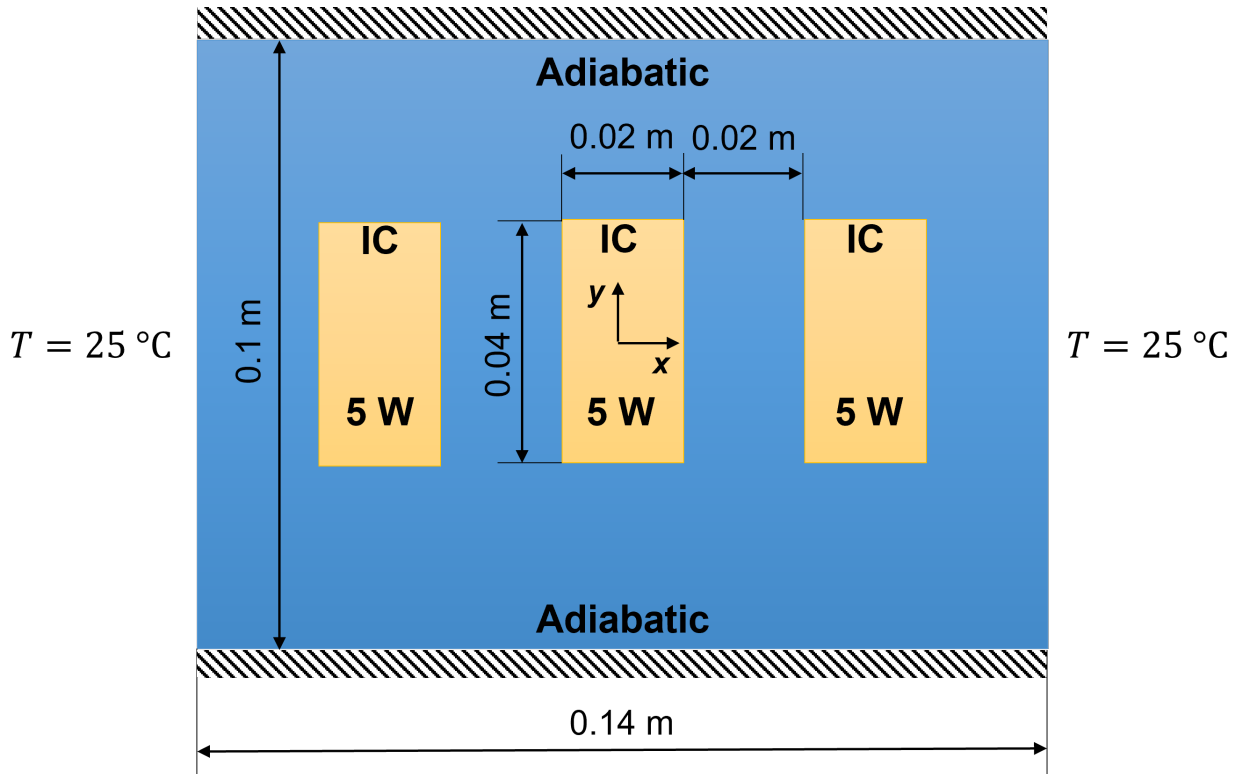 Adiabatic
0.02 m 0.02 m
IC IC IC
y
x
0.1 m
0.04 m
T = 25 °C T = 25 °C
5 W 5 W 5 W
Adiabatic
0.14 m